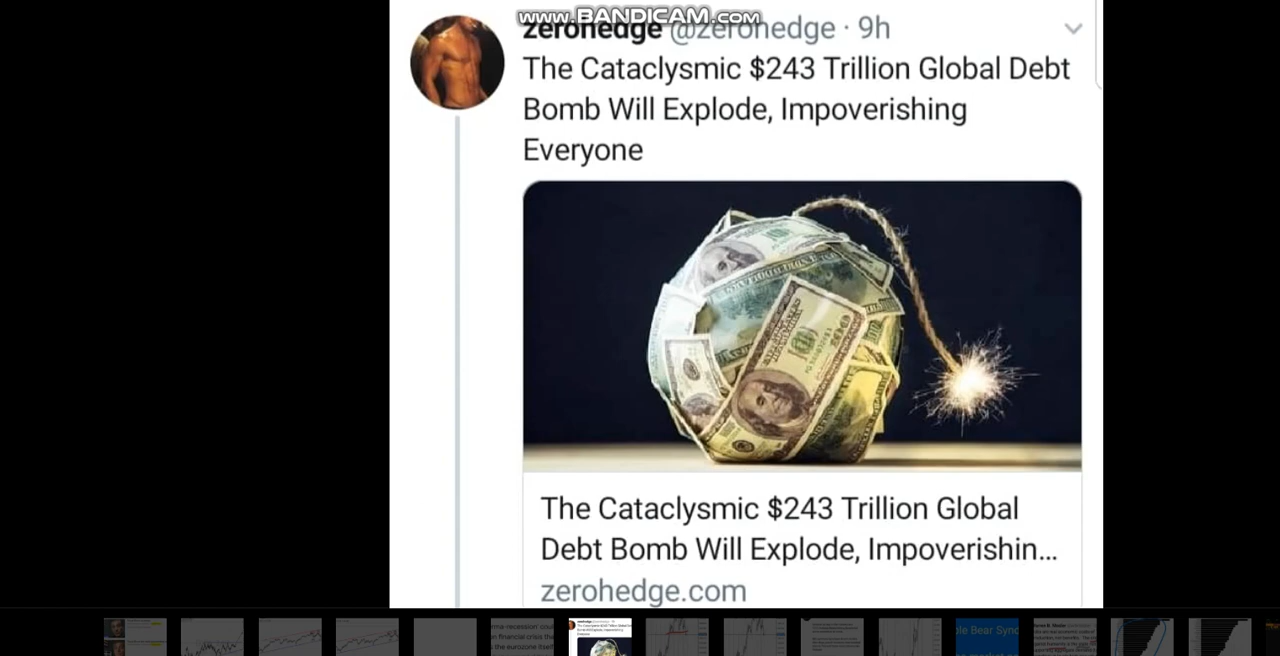 www.BANDICAM.com
zerohedge @zerohedge · 9h
The Cataclysmic $243 Trillion Global Debt
Bomb Will Explode, Impoverishing
Everyone
The Cataclysmic $243 Trillion Global
Debt Bomb Will Explode, Impoverishin...
zerohedge.com